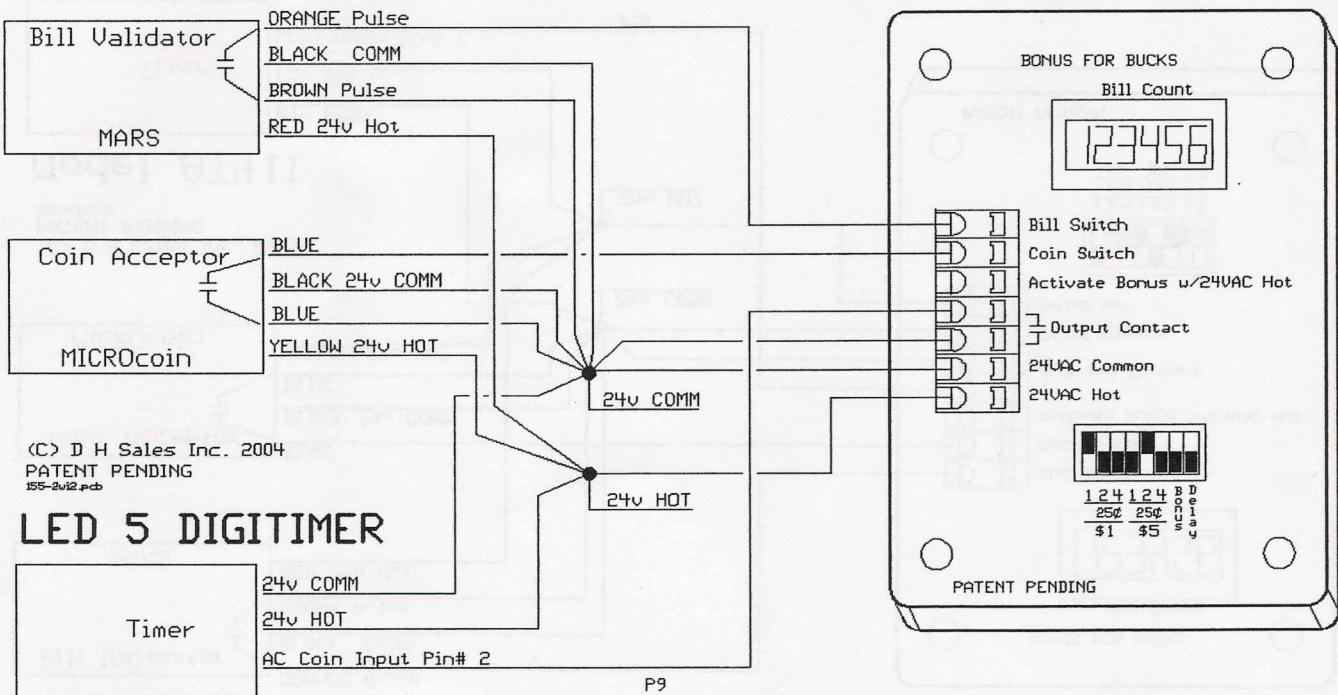 Bill Validator
MARS
ORANGE Pulse
BLACK COMM
BROWN Pulse
RED 24v Hot
Coin Acceptor
MICROcoin
BLUE
BLACK 24v COMM
BLUE
YELLOW 24v HOT
24v COMM
24v HOT
(C) D H Sales Inc. 2004
PATENT PENDING
155-2w12.pcb
LED 5 DIGITIMER
Timer
24v COMM
24v HOT
AC Coin Input Pin# 2
P9
BONUS FOR BUCKS
Bill Count
123456
Bill Switch
Coin Switch
Activate Bonus w/24VAC Hot
Output Contact
24VAC Common
24VAC Hot
1 2 4 1 2 4 Bonus Delay
25¢ 25¢
$1 $5
PATENT PENDING